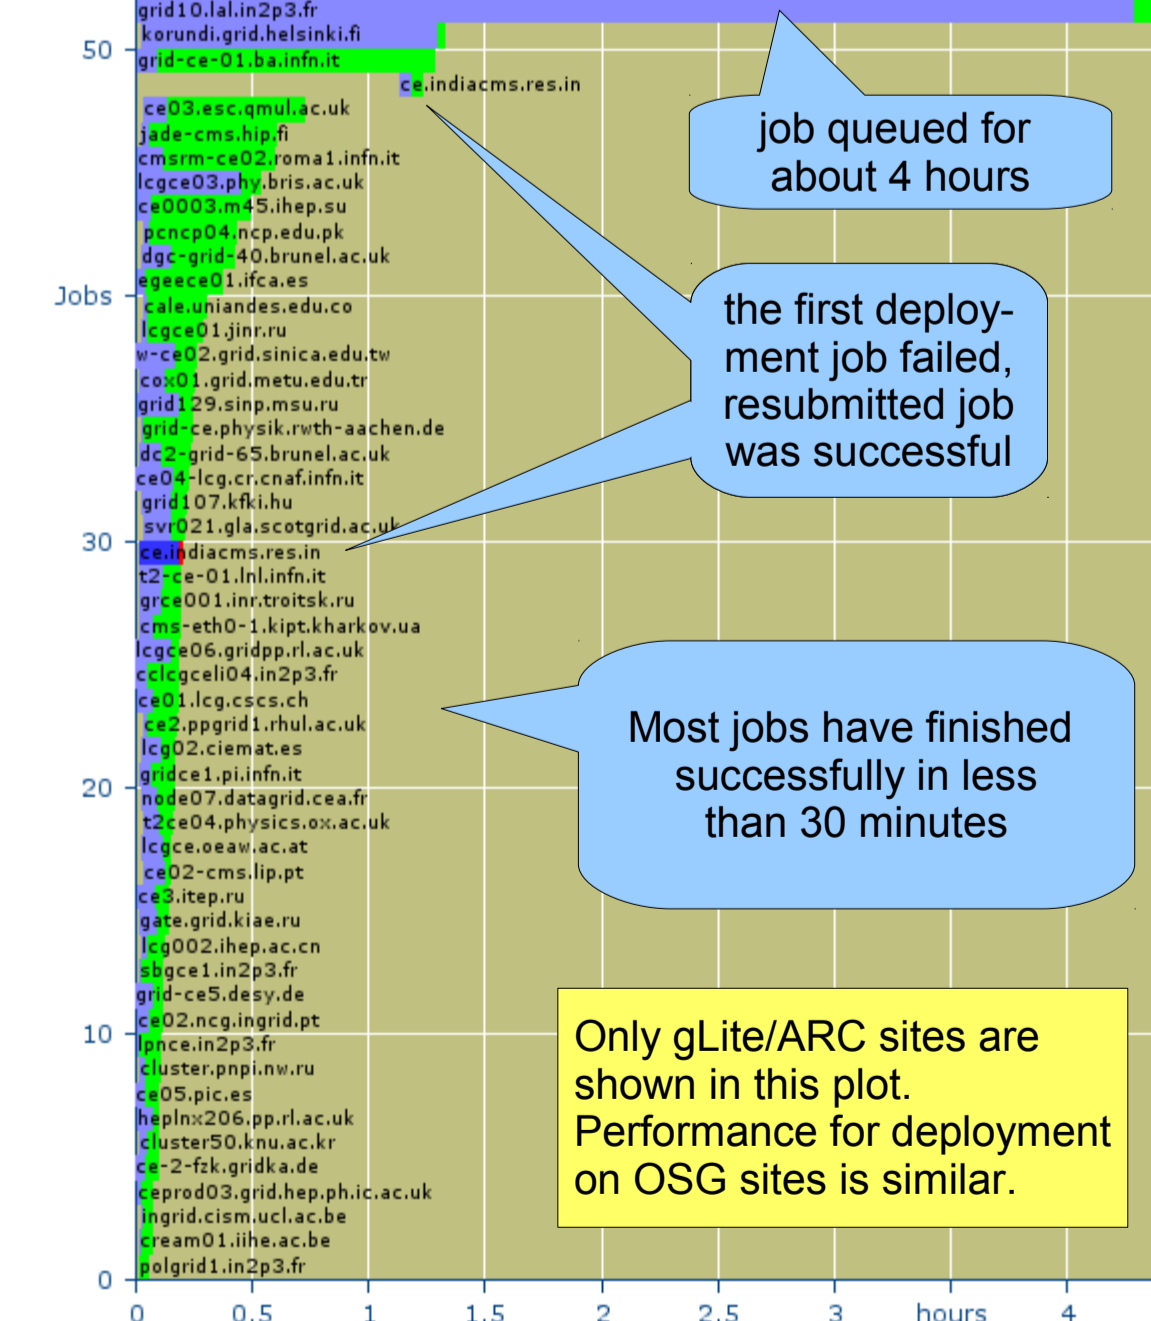 grid10.lal.in2p3.fr
korundi.grid.helsinki.fi
50
grid-ce-01.ba.infn.it
ce.indiacms.res.in
ce03.esc.qmul.ac.uk
jade-cms.hip.fi
cmsrm-ce02.roma1.infn.it
lcgce03.phy.bris.ac.uk
ce0003.m45.ihep.su
pcncp04.ncp.edu.pk
dgc-grid-40.brunel.ac.uk
egeece01.ifca.es
Jobs
cale.uniandes.edu.co
lcgce01.jinr.ru
w-ce02.grid.sinica.edu.tw
cox01.grid.metu.edu.tr
grid129.sinp.msu.ru
grid-ce.physik.rwth-aachen.de
dc2-grid-65.brunel.ac.uk
ce04-lcg.cr.cnaf.infn.it
grid107.kfki.hu
svr021.gla.scotgrid.ac.uk
30
ce.indiacms.res.in
t2-ce-01.lnl.infn.it
grce001.inr.troitsk.ru
cms-eth0-1.kipt.kharkov.ua
lcgce06.gridpp.rl.ac.uk
cclcgceli04.in2p3.fr
ce01.lcg.cscs.ch
ce2.ppgrid1.rhul.ac.uk
lcg02.ciemat.es
gridce1.pi.infn.it
20
node07.datagrid.cea.fr
t2ce04.physics.ox.ac.uk
lcgce.oeaw.ac.at
ce02-cms.lip.pt
ce3.itep.ru
gate.grid.kiae.ru
lcg002.ihep.ac.cn
sbgce1.in2p3.fr
grid-ce5.desy.de
ce02.ncg.ingrid.pt
10
lpnce.in2p3.fr
cluster.pnpi.nw.ru
ce05.pic.es
heplnx206.pp.rl.ac.uk
cluster50.knu.ac.kr
ce-2-fzk.gridka.de
ceprod03.grid.hep.ph.ic.ac.uk
ingrid.cism.ucl.ac.be
cream01.iihe.ac.be
polgrid1.in2p3.fr
0
job queued for
about 4 hours
the first deploy-
ment job failed,
resubmitted job
was successful
Most jobs have finished
successfully in less
than 30 minutes
Only gLite/ARC sites are
shown in this plot.
Performance for deployment
on OSG sites is similar.
0 0.5 1 1.5 2 2.5 3 hours 4